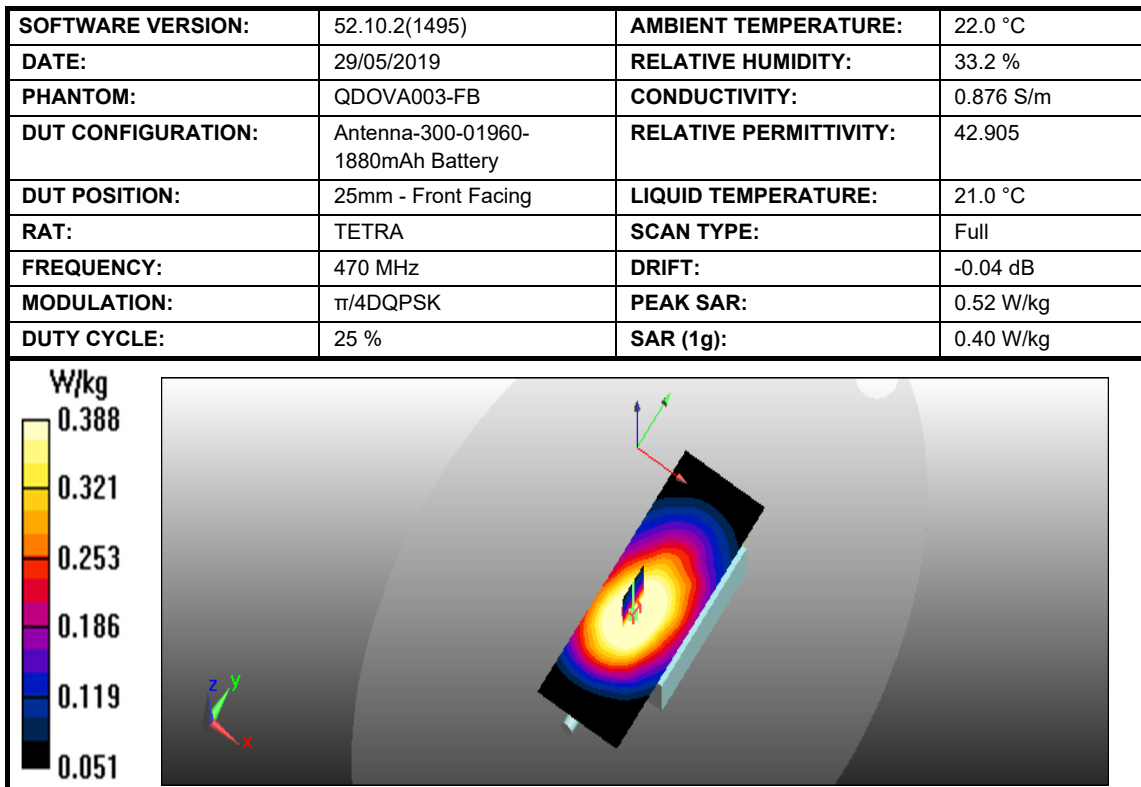 SOFTWARE VERSION: 52.10.2(1495) AMBIENT TEMPERATURE: 22.0 °C
DATE: 29/05/2019 RELATIVE HUMIDITY: 33.2 %
PHANTOM: QDOVA003-FB CONDUCTIVITY: 0.876 S/m
DUT CONFIGURATION: Antenna-300-01960- RELATIVE PERMITTIVITY: 42.905
1880mAh Battery
DUT POSITION: 25mm - Front Facing LIQUID TEMPERATURE: 21.0 °C
RAT: TETRA SCAN TYPE: Full
FREQUENCY: 470 MHz DRIFT: -0.04 dB
MODULATION: π/4DQPSK PEAK SAR: 0.52 W/kg
DUTY CYCLE: 25 % SAR (1g): 0.40 W/kg
W/kg
0.388
0.321
0.253
0.186
0.119
0.051
z y
x